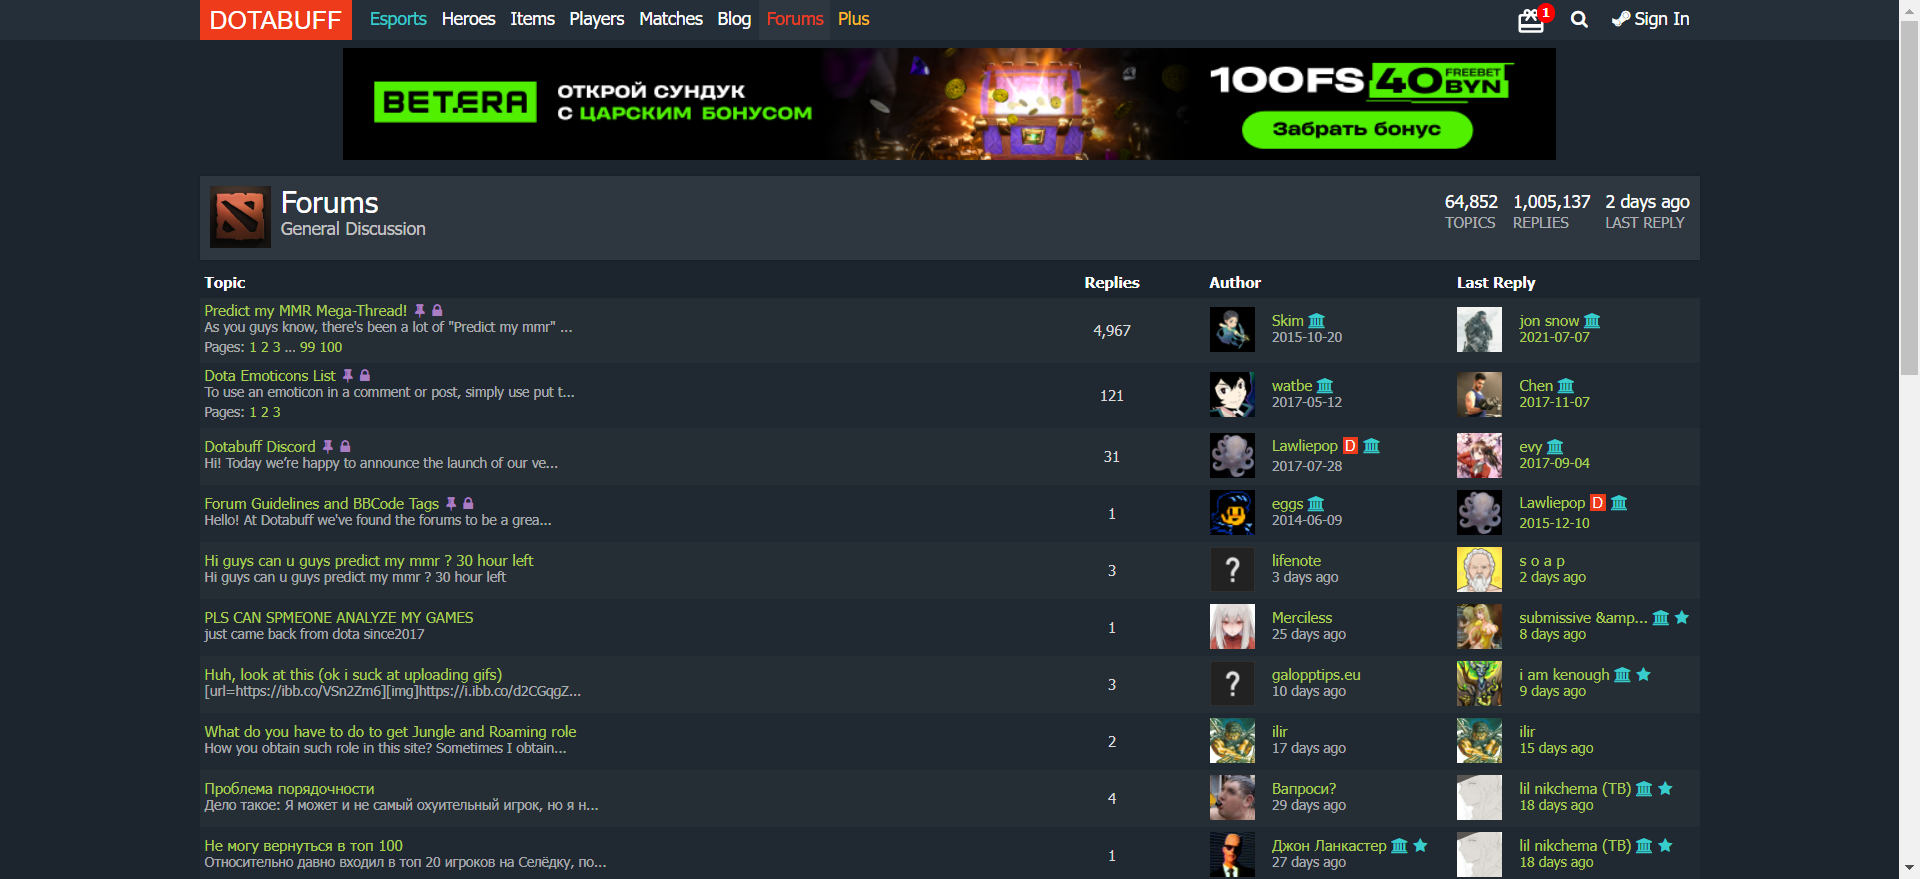 DOTABUFF Esports Heroes Items Players Matches Blog Forums Plus 1 Sign In
BET.ERA
ОТКРОЙ СУНДУК
С ЦАРСКИМ БОНУСОМ
100FS 40 FREEBET BYN
Забрать бонус
Forums
General Discussion
64,852 1,005,137 2 days ago
TOPICS REPLIES LAST REPLY
Topic Replies Author Last Reply
Predict my MMR Mega-Thread!
As you guys know, there's been a lot of "Predict my mmr" ...
Pages: 1 2 3 ... 99 100
4,967
Skim
2015-10-20
jon snow
2021-07-07
Dota Emoticons List
To use an emoticon in a comment or post, simply use put t...
Pages: 1 2 3
121
watbe
2017-05-12
Chen
2017-11-07
Dotabuff Discord
Hi! Today we’re happy to announce the launch of our ve...
31
Lawliepop D
2017-07-28
evy
2017-09-04
Forum Guidelines and BBCode Tags
Hello! At Dotabuff we've found the forums to be a grea...
1
eggs
2014-06-09
Lawliepop D
2015-12-10
Hi guys can u guys predict my mmr ? 30 hour left
Hi guys can u guys predict my mmr ? 30 hour left
3
?
lifenote
3 days ago
s o a p
2 days ago
PLS CAN SPMEONE ANALYZE MY GAMES
just came back from dota since2017
1
Merciless
25 days ago
submissive &amp...
8 days ago
Huh, look at this (ok i suck at uploading gifs)
[url=https://ibb.co/VSn2Zm6][img]https://i.ibb.co/d2CGqgZ...
3
?
galopptips.eu
10 days ago
i am kenough
9 days ago
What do you have to do to get Jungle and Roaming role
How you obtain such role in this site? Sometimes I obtain...
2
ilir
17 days ago
ilir
15 days ago
Проблема порядочности
Дело такое: Я может и не самый охуительный игрок, но я н...
4
Вапроси?
29 days ago
lil nikchema (TB)
18 days ago
Не могу вернуться в топ 100
Относительно давно входил в топ 20 игроков на Селёдку, по...
1
Джон Ланкастер
27 days ago
lil nikchema (TB)
18 days ago